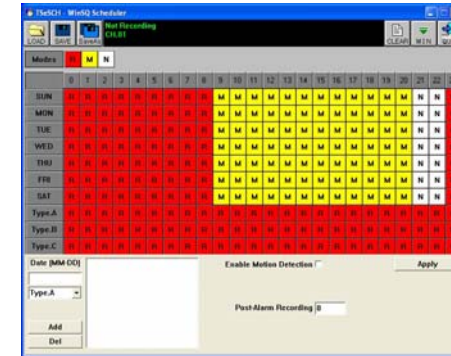 TSeSCH - WinSQ Scheduler
LOAD SAVE SaveAs Not Recording CLEAR WIN
CH.01
Modes R M N
0 1 2 3 4 5 6 7 8 9 10 11 12 13 14 15 16 17 18 19 20 21 22
SUN R R R R R R R R R M M M M M M M M M M M M N N
MON R R R R R R R R R M M M M M M M M M M M M N N
TUE R R R R R R R R R M M M M M M M M M M M M N N
WED R R R R R R R R R M M M M M M M M M M M M N N
THU R R R R R R R R R M M M M M M M M M M M M N N
FRI R R R R R R R R R M M M M M M M M M M M M N N
SAT R R R R R R R R R M M M M M M M M M M M M N N
Type.A R R R R R R R R R R R R R R R R R R R R R R R
Type.B R R R R R R R R R R R R R R R R R R R R R R R
Type.C R R R R R R R R R R R R R R R R R R R R R R R
Date [MM-DD] Enable Motion Detection Apply
Type.A
Post-Alarm Recording 0
Add
Del